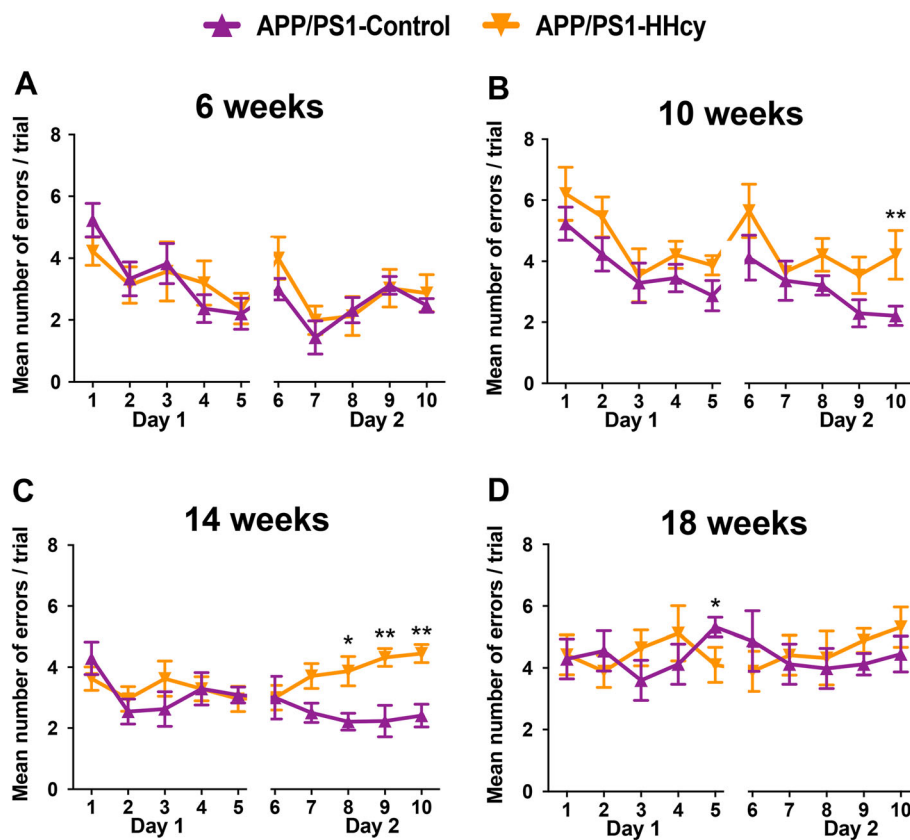 APP/PS1-Control APP/PS1-HHcy
A
6 weeks
Mean number of errors / trial
8
6
4
2
0
1 2 3 4 5 6 7 8 9 10
Day 1 Day 2
B
10 weeks
Mean number of errors / trial
8
6
4
2
0
**
1 2 3 4 5 6 7 8 9 10
Day 1 Day 2
C
14 weeks
Mean number of errors / trial
8
6
4
2
0
* ** **
1 2 3 4 5 6 7 8 9 10
Day 1 Day 2
D
18 weeks
Mean number of errors / trial
8
6
4
2
0
*
1 2 3 4 5 6 7 8 9 10
Day 1 Day 2